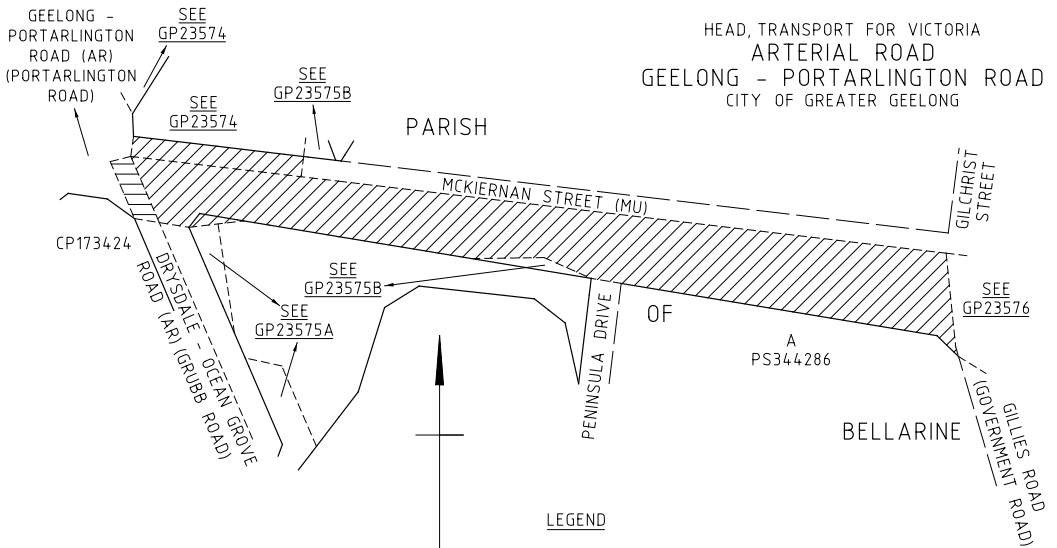 GEELONG -
PORTARLINGTON
ROAD (AR)
(PORTARLINGTON
ROAD)
SEE
GP23574
SEE
GP23574
SEE
GP23575B
HEAD, TRANSPORT FOR VICTORIA
ARTERIAL ROAD
GEELONG - PORTARLINGTON ROAD
CITY OF GREATER GEELONG
PARISH
MCKIERNAN STREET (MU)
GILCHRIST
STREET
CP173424
DRYSDALE - OCEAN GROVE
ROAD (AR) (GRUBB ROAD)
SEE
GP23575B
SEE
GP23575A
PENINSULA DRIVE
OF
A
PS344286
SEE
GP23576
BELLARINE
GILLIES ROAD
(GOVERNMENT ROAD)
LEGEND